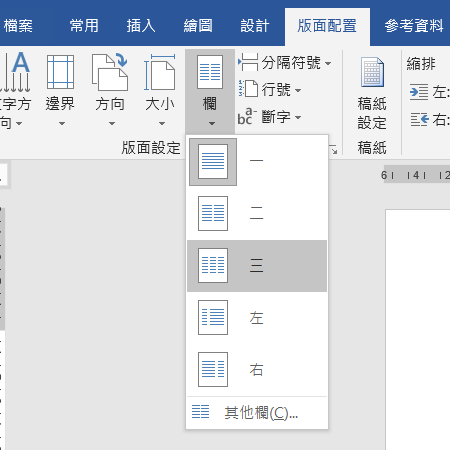 檔案 常用 插入 繪圖 設計 版面配置 參考資料
文字方向 邊界 方向 大小 欄 分隔符號 稿紙設定 縮排
行號 左:
bc a- 斷字 右:
版面設定 稿紙
6 4 2
一
二
三
左
右
其他欄(C)...